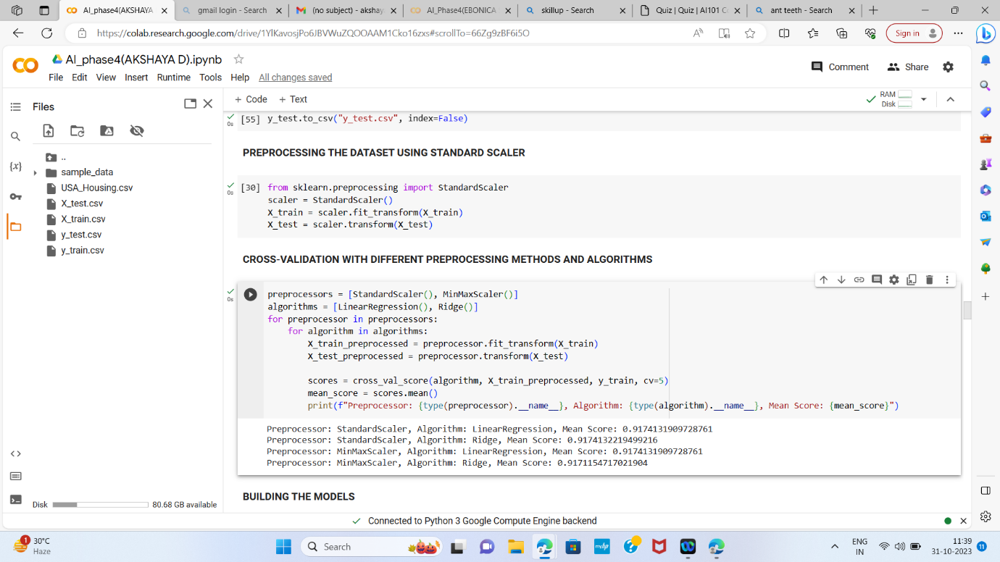 AI_phase4(AKSHAYA
gmail login - Search
(no subject) - akshay
AI_Phase4(EBONICA
skillup - Search
Quiz | Quiz | AI101 C
ant teeth - Search
https://colab.research.google.com/drive/1YlKavosjPo6JBVWuZQOOAAM1Cko16zxs#scrollTo=66Zg9zBF6i5O
Sign in
AI_phase4(AKSHAYA D).ipynb
File Edit View Insert Runtime Tools Help All changes saved
Comment
Share
Files
+ Code + Text
RAM
Disk
..
sample_data
USA_Housing.csv
X_test.csv
X_train.csv
y_test.csv
y_train.csv
Disk
80.68 GB available
0s
[55] y_test.to_csv("y_test.csv", index=False)
PREPROCESSING THE DATASET USING STANDARD SCALER
0s
[30] from sklearn.preprocessing import StandardScaler
scaler = StandardScaler()
X_train = scaler.fit_transform(X_train)
X_test = scaler.transform(X_test)
CROSS-VALIDATION WITH DIFFERENT PREPROCESSING METHODS AND ALGORITHMS
0s
preprocessors = [StandardScaler(), MinMaxScaler()]
algorithms = [LinearRegression(), Ridge()]
for preprocessor in preprocessors:
for algorithm in algorithms:
X_train_preprocessed = preprocessor.fit_transform(X_train)
X_test_preprocessed = preprocessor.transform(X_test)
scores = cross_val_score(algorithm, X_train_preprocessed, y_train, cv=5)
mean_score = scores.mean()
print(f"Preprocessor: {type(preprocessor).__name__}, Algorithm: {type(algorithm).__name__}, Mean Score: {mean_score}")
Preprocessor: StandardScaler, Algorithm: LinearRegression, Mean Score: 0.9174131909728761
Preprocessor: StandardScaler, Algorithm: Ridge, Mean Score: 0.9174132219499216
Preprocessor: MinMaxScaler, Algorithm: LinearRegression, Mean Score: 0.9174131909728761
Preprocessor: MinMaxScaler, Algorithm: Ridge, Mean Score: 0.9171154717021904
BUILDING THE MODELS
Connected to Python 3 Google Compute Engine backend
1
30°C
Haze
Search
ENG
IN
11:39
31-10-2023
11